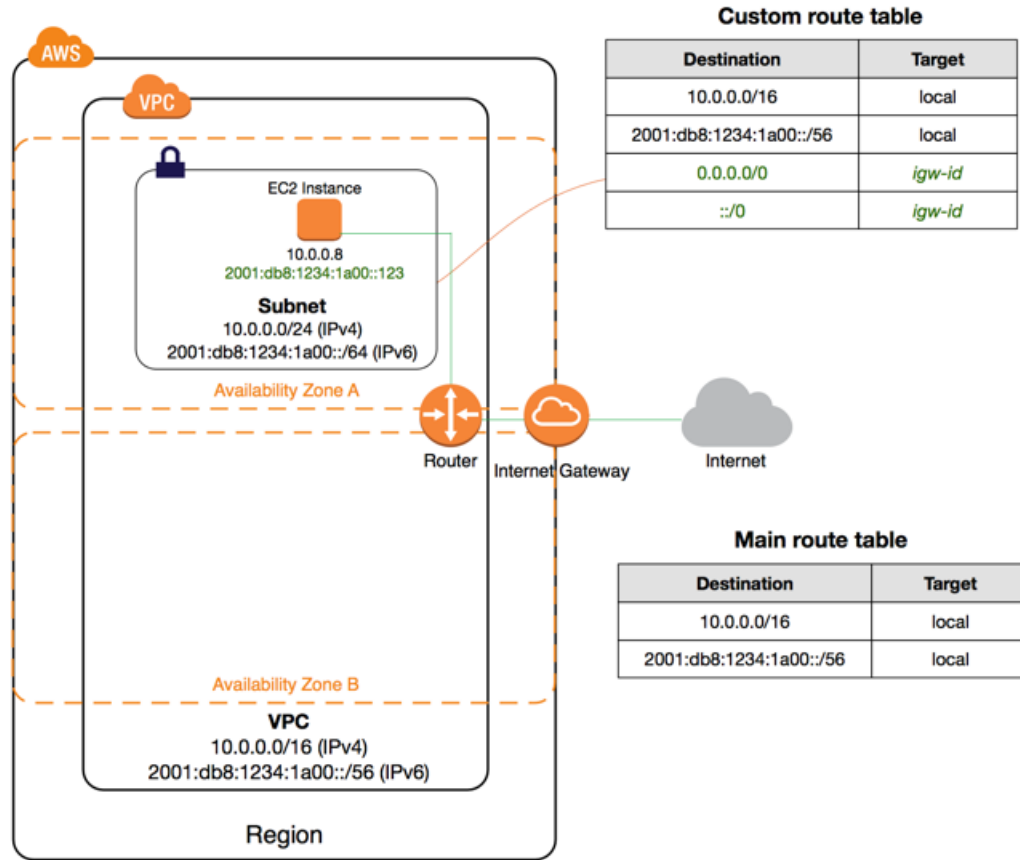 Custom route table
Destination Target
10.0.0.0/16 local
2001:db8:1234:1a00::/56 local
0.0.0.0/0 igw-id
::/0 igw-id
AWS
VPC
EC2 Instance
10.0.0.8
2001:db8:1234:1a00::123
Subnet
10.0.0.0/24 (IPv4)
2001:db8:1234:1a00::/64 (IPv6)
Availability Zone A
Router
Internet Gateway
Internet
Main route table
Destination Target
10.0.0.0/16 local
2001:db8:1234:1a00::/56 local
Availability Zone B
VPC
10.0.0.0/16 (IPv4)
2001:db8:1234:1a00::/56 (IPv6)
Region